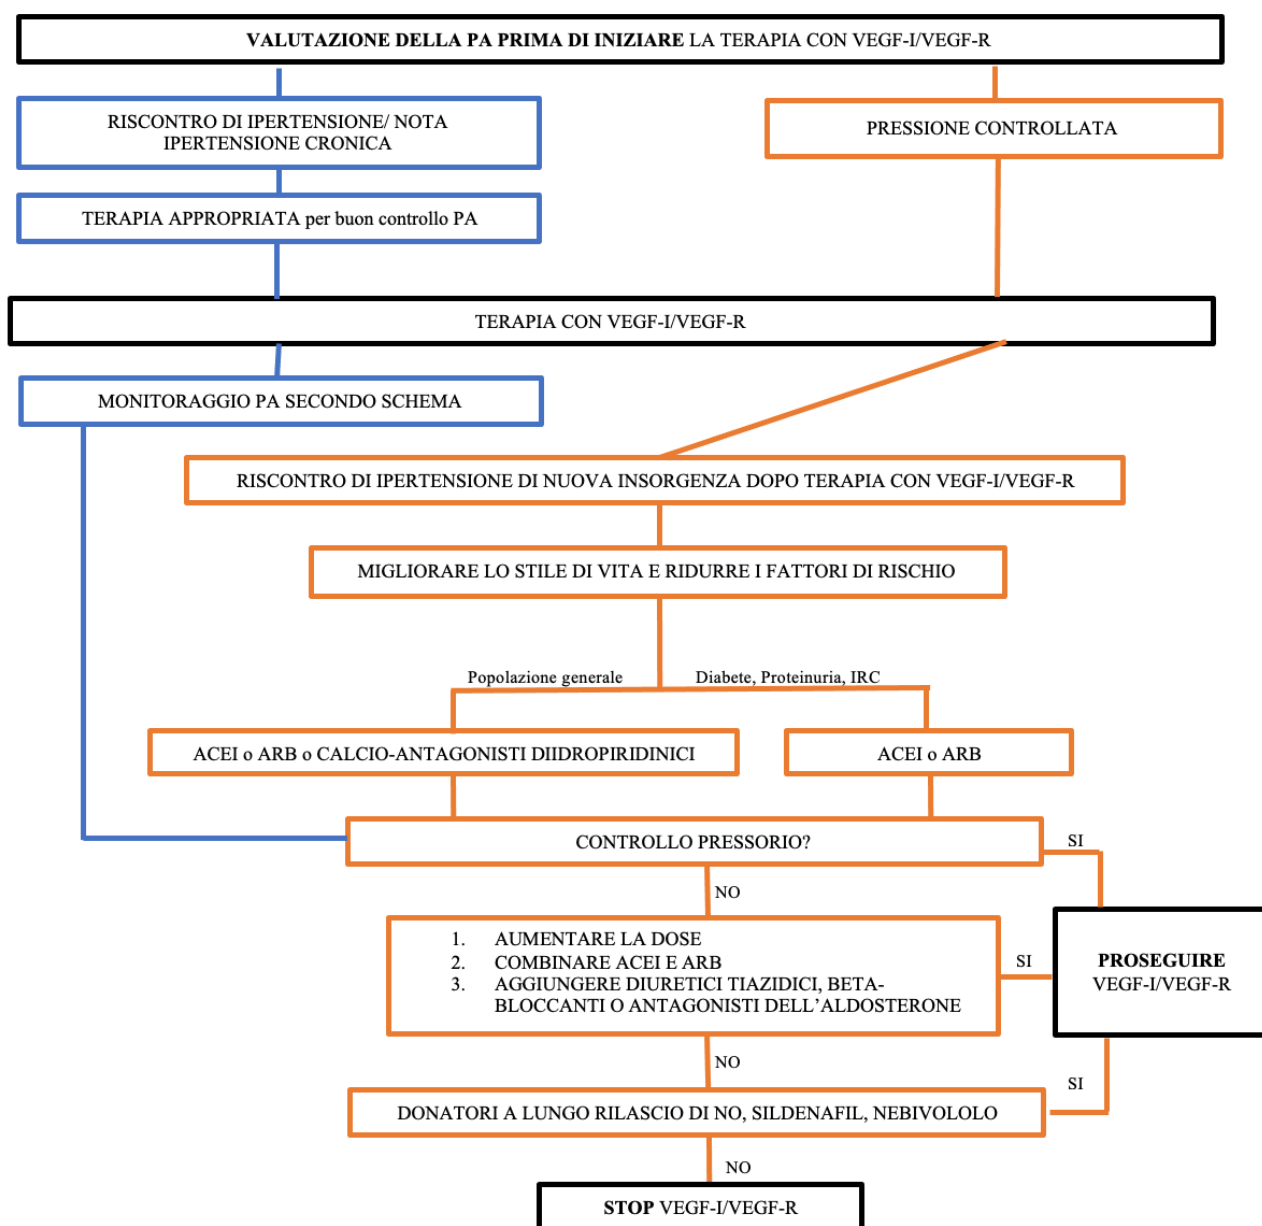 VALUTAZIONE DELLA PA PRIMA DI INIZIARE LA TERAPIA CON VEGF-I/VEGF-R
RISCONTRO DI IPERTENSIONE/ NOTA
IPERTENSIONE CRONICA
PRESSIONE CONTROLLATA
TERAPIA APPROPRIATA per buon controllo PA
TERAPIA CON VEGF-I/VEGF-R
MONITORAGGIO PA SECONDO SCHEMA
RISCONTRO DI IPERTENSIONE DI NUOVA INSORGENZA DOPO TERAPIA CON VEGF-I/VEGF-R
MIGLIORARE LO STILE DI VITA E RIDURRE I FATTORI DI RISCHIO
Popolazione generale
Diabete, Proteinuria, IRC
ACEI o ARB o CALCIO-ANTAGONISTI DIIDROPIRIDINICI
ACEI o ARB
CONTROLLO PRESSORIO?
SI
NO
1. AUMENTARE LA DOSE
2. COMBINARE ACEI E ARB
3. AGGIUNGERE DIURETICI TIAZIDICI, BETA-
BLOCCANTI O ANTAGONISTI DELL'ALDOSTERONE
SI
PROSEGUIRE
VEGF-I/VEGF-R
NO
SI
DONATORI A LUNGO RILASCIO DI NO, SILDENAFIL, NEBIVOLOLO
NO
STOP VEGF-I/VEGF-R